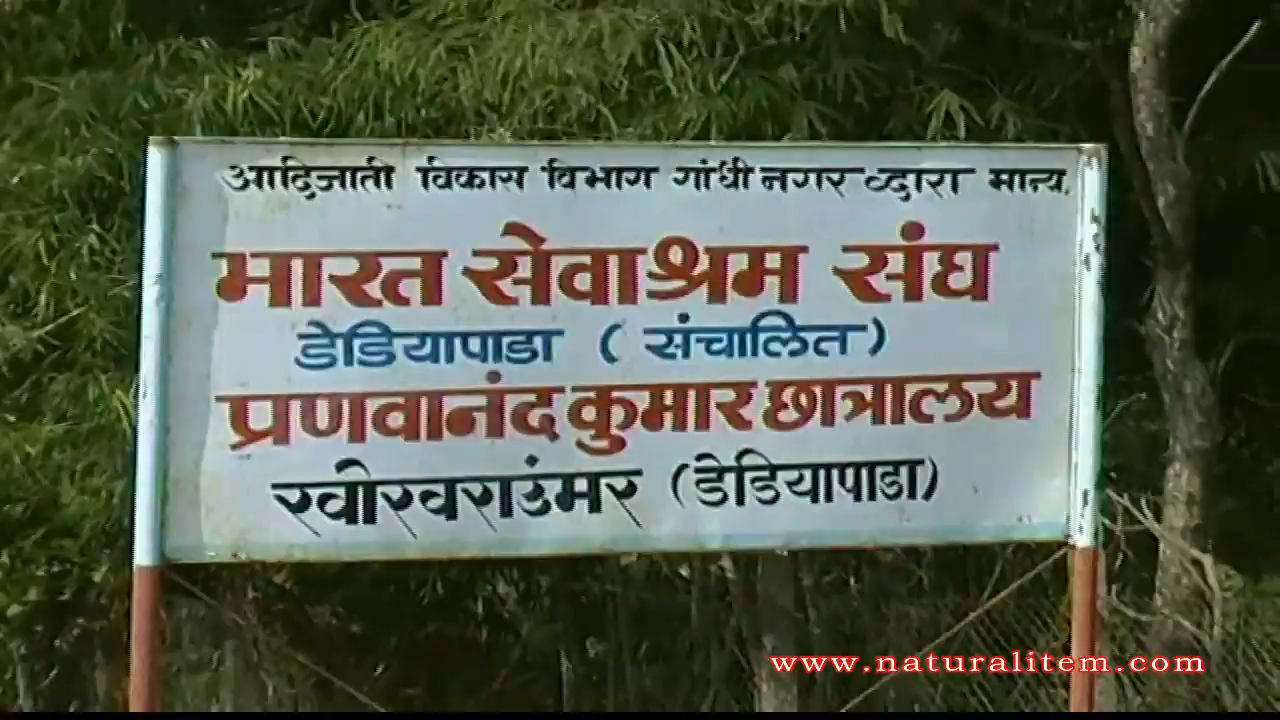 आदिजाती विकास विभाग गांधीनगर द्वारा मान्य.
भारत सेवाश्रम संघ
डेडियापाडा ( संचालित )
प्रणवानंद कुमार छात्रालय
खोखराउंमर (डेडियापाडा)
www.naturalitem.com